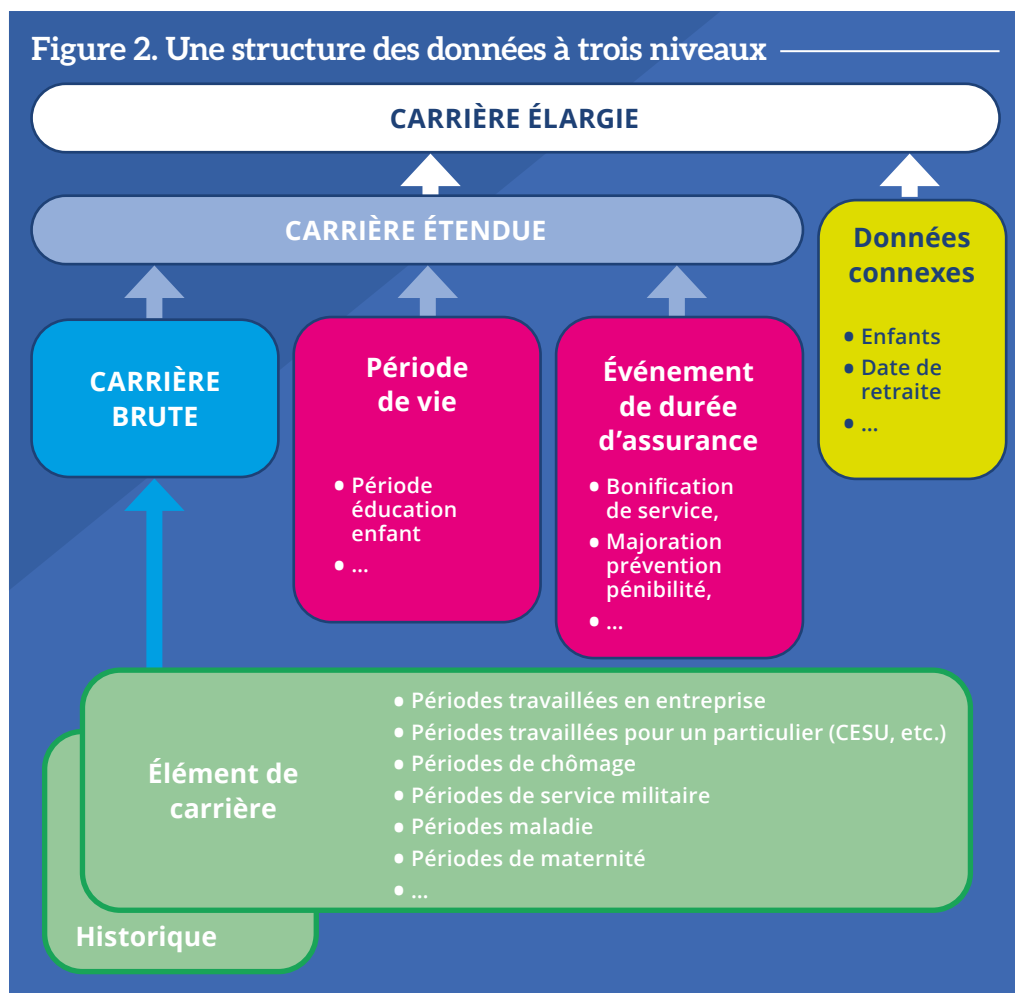 Figure 2. Une structure des données à trois niveaux
CARRIÈRE ÉLARGIE
CARRIÈRE ÉTENDUE
Données
connexes
• Enfants
• Date de
retraite
• ...
CARRIÈRE
BRUTE
Période
de vie
• Période
éducation
enfant
• ...
Événement
de durée
d’assurance
• Bonification
de service,
• Majoration
prévention
pénibilité,
• ...
Élément de
carrière
• Périodes travaillées en entreprise
• Périodes travaillées pour un particulier (CESU, etc.)
• Périodes de chômage
• Périodes de service militaire
• Périodes maladie
• Périodes de maternité
• ...
Historique